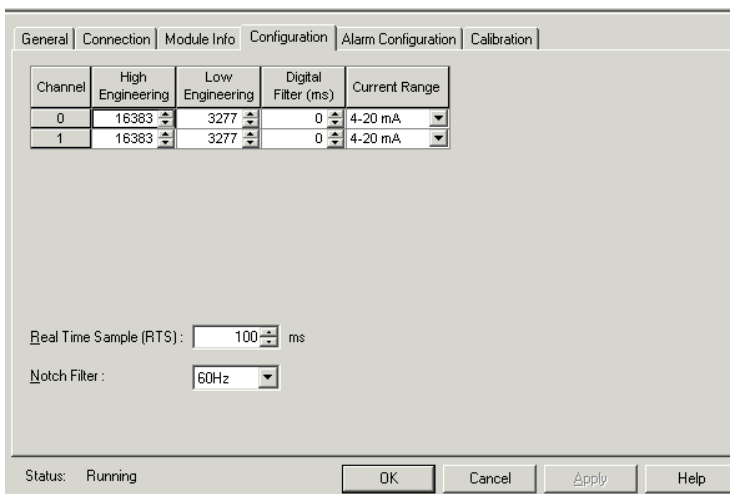 General Connection Module Info Configuration Alarm Configuration Calibration
Channel High Engineering Low Engineering Digital Filter (ms) Current Range
0 16383 3277 0 4-20 mA
1 16383 3277 0 4-20 mA
Real Time Sample (RTS): 100 ms
Notch Filter: 60Hz
Status: Running OK Cancel Apply Help